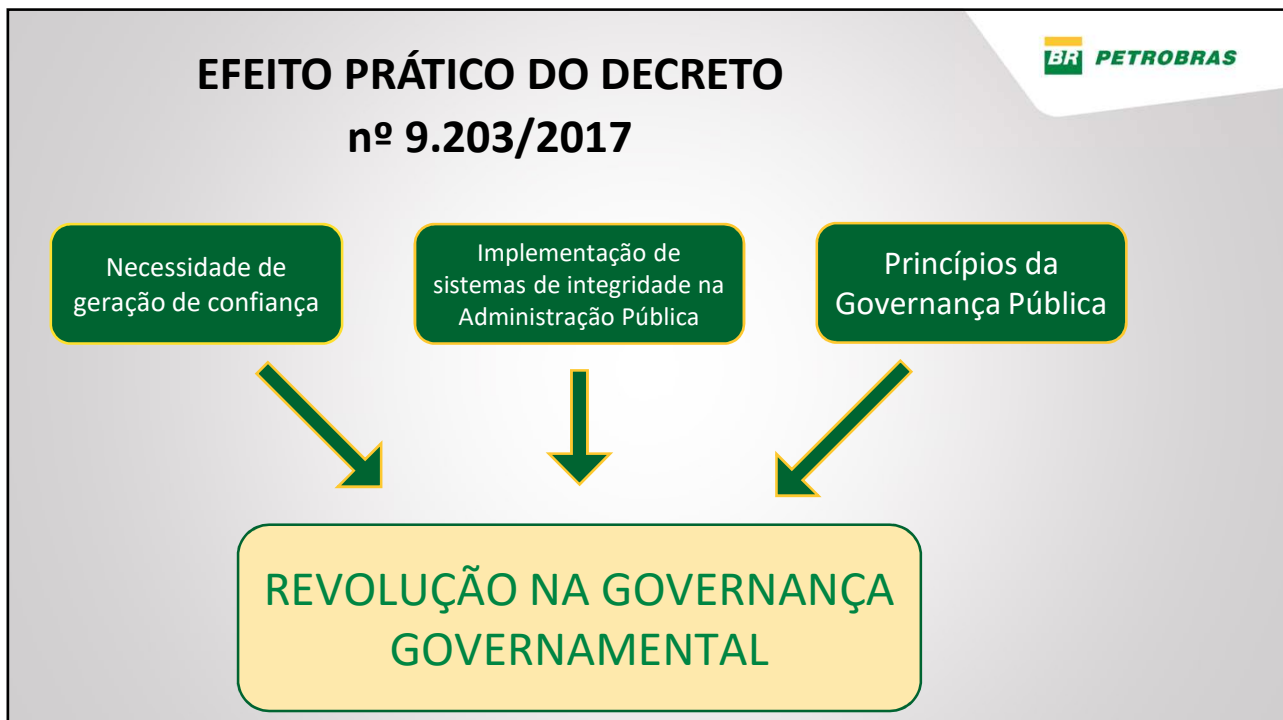 EFEITO PRÁTICO DO DECRETO
nº 9.203/2017
BR PETROBRAS
Necessidade de
geração de confiança
Implementação de
sistemas de integridade na
Administração Pública
Princípios da
Governança Pública
REVOLUÇÃO NA GOVERNANÇA
GOVERNAMENTAL